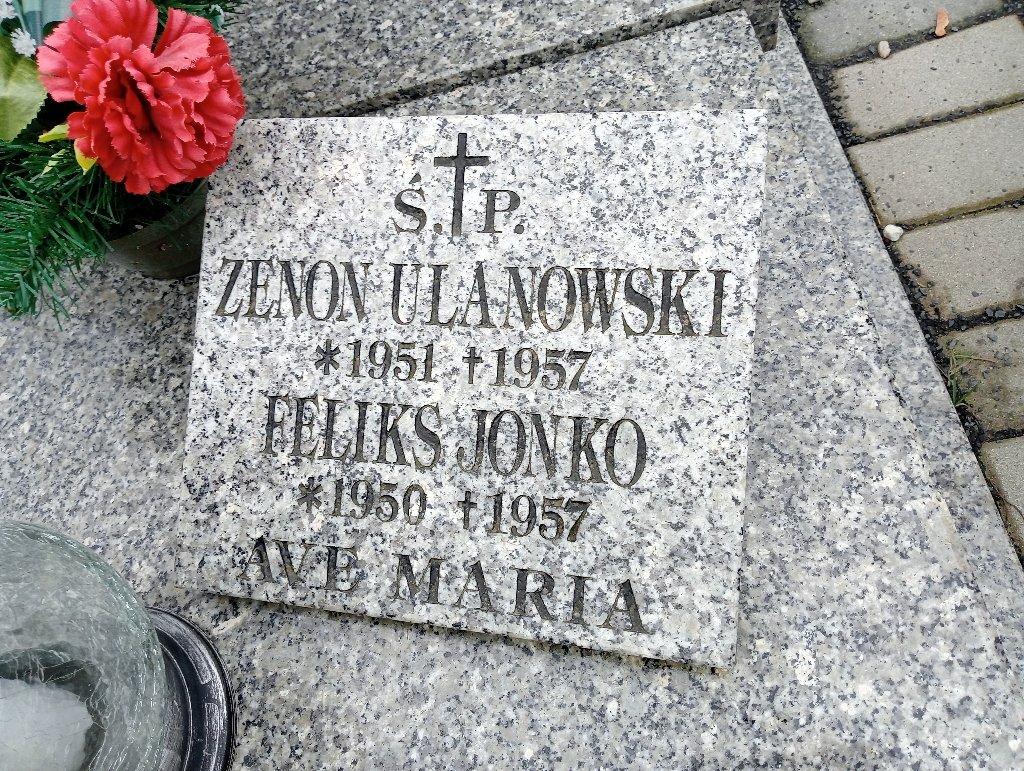 Ś.†P.
ZENON ULANOWSKI
*1951 †1957
FELIKS JONKO
*1950 †1957
AVE MARIA